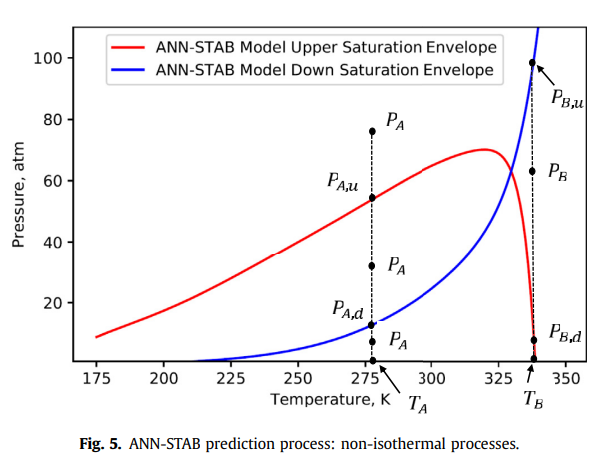 ANN-STAB Model Upper Saturation Envelope
ANN-STAB Model Down Saturation Envelope
Pressure, atm
100
80
60
40
20
P_A
P_{A,u}
P_A
P_{A,d}
P_A
P_{B,u}
P_B
P_{B,d}
175
200
225
250
275
300
325
350
Temperature, K
T_A
T_B
Fig. 5. ANN-STAB prediction process: non-isothermal processes.